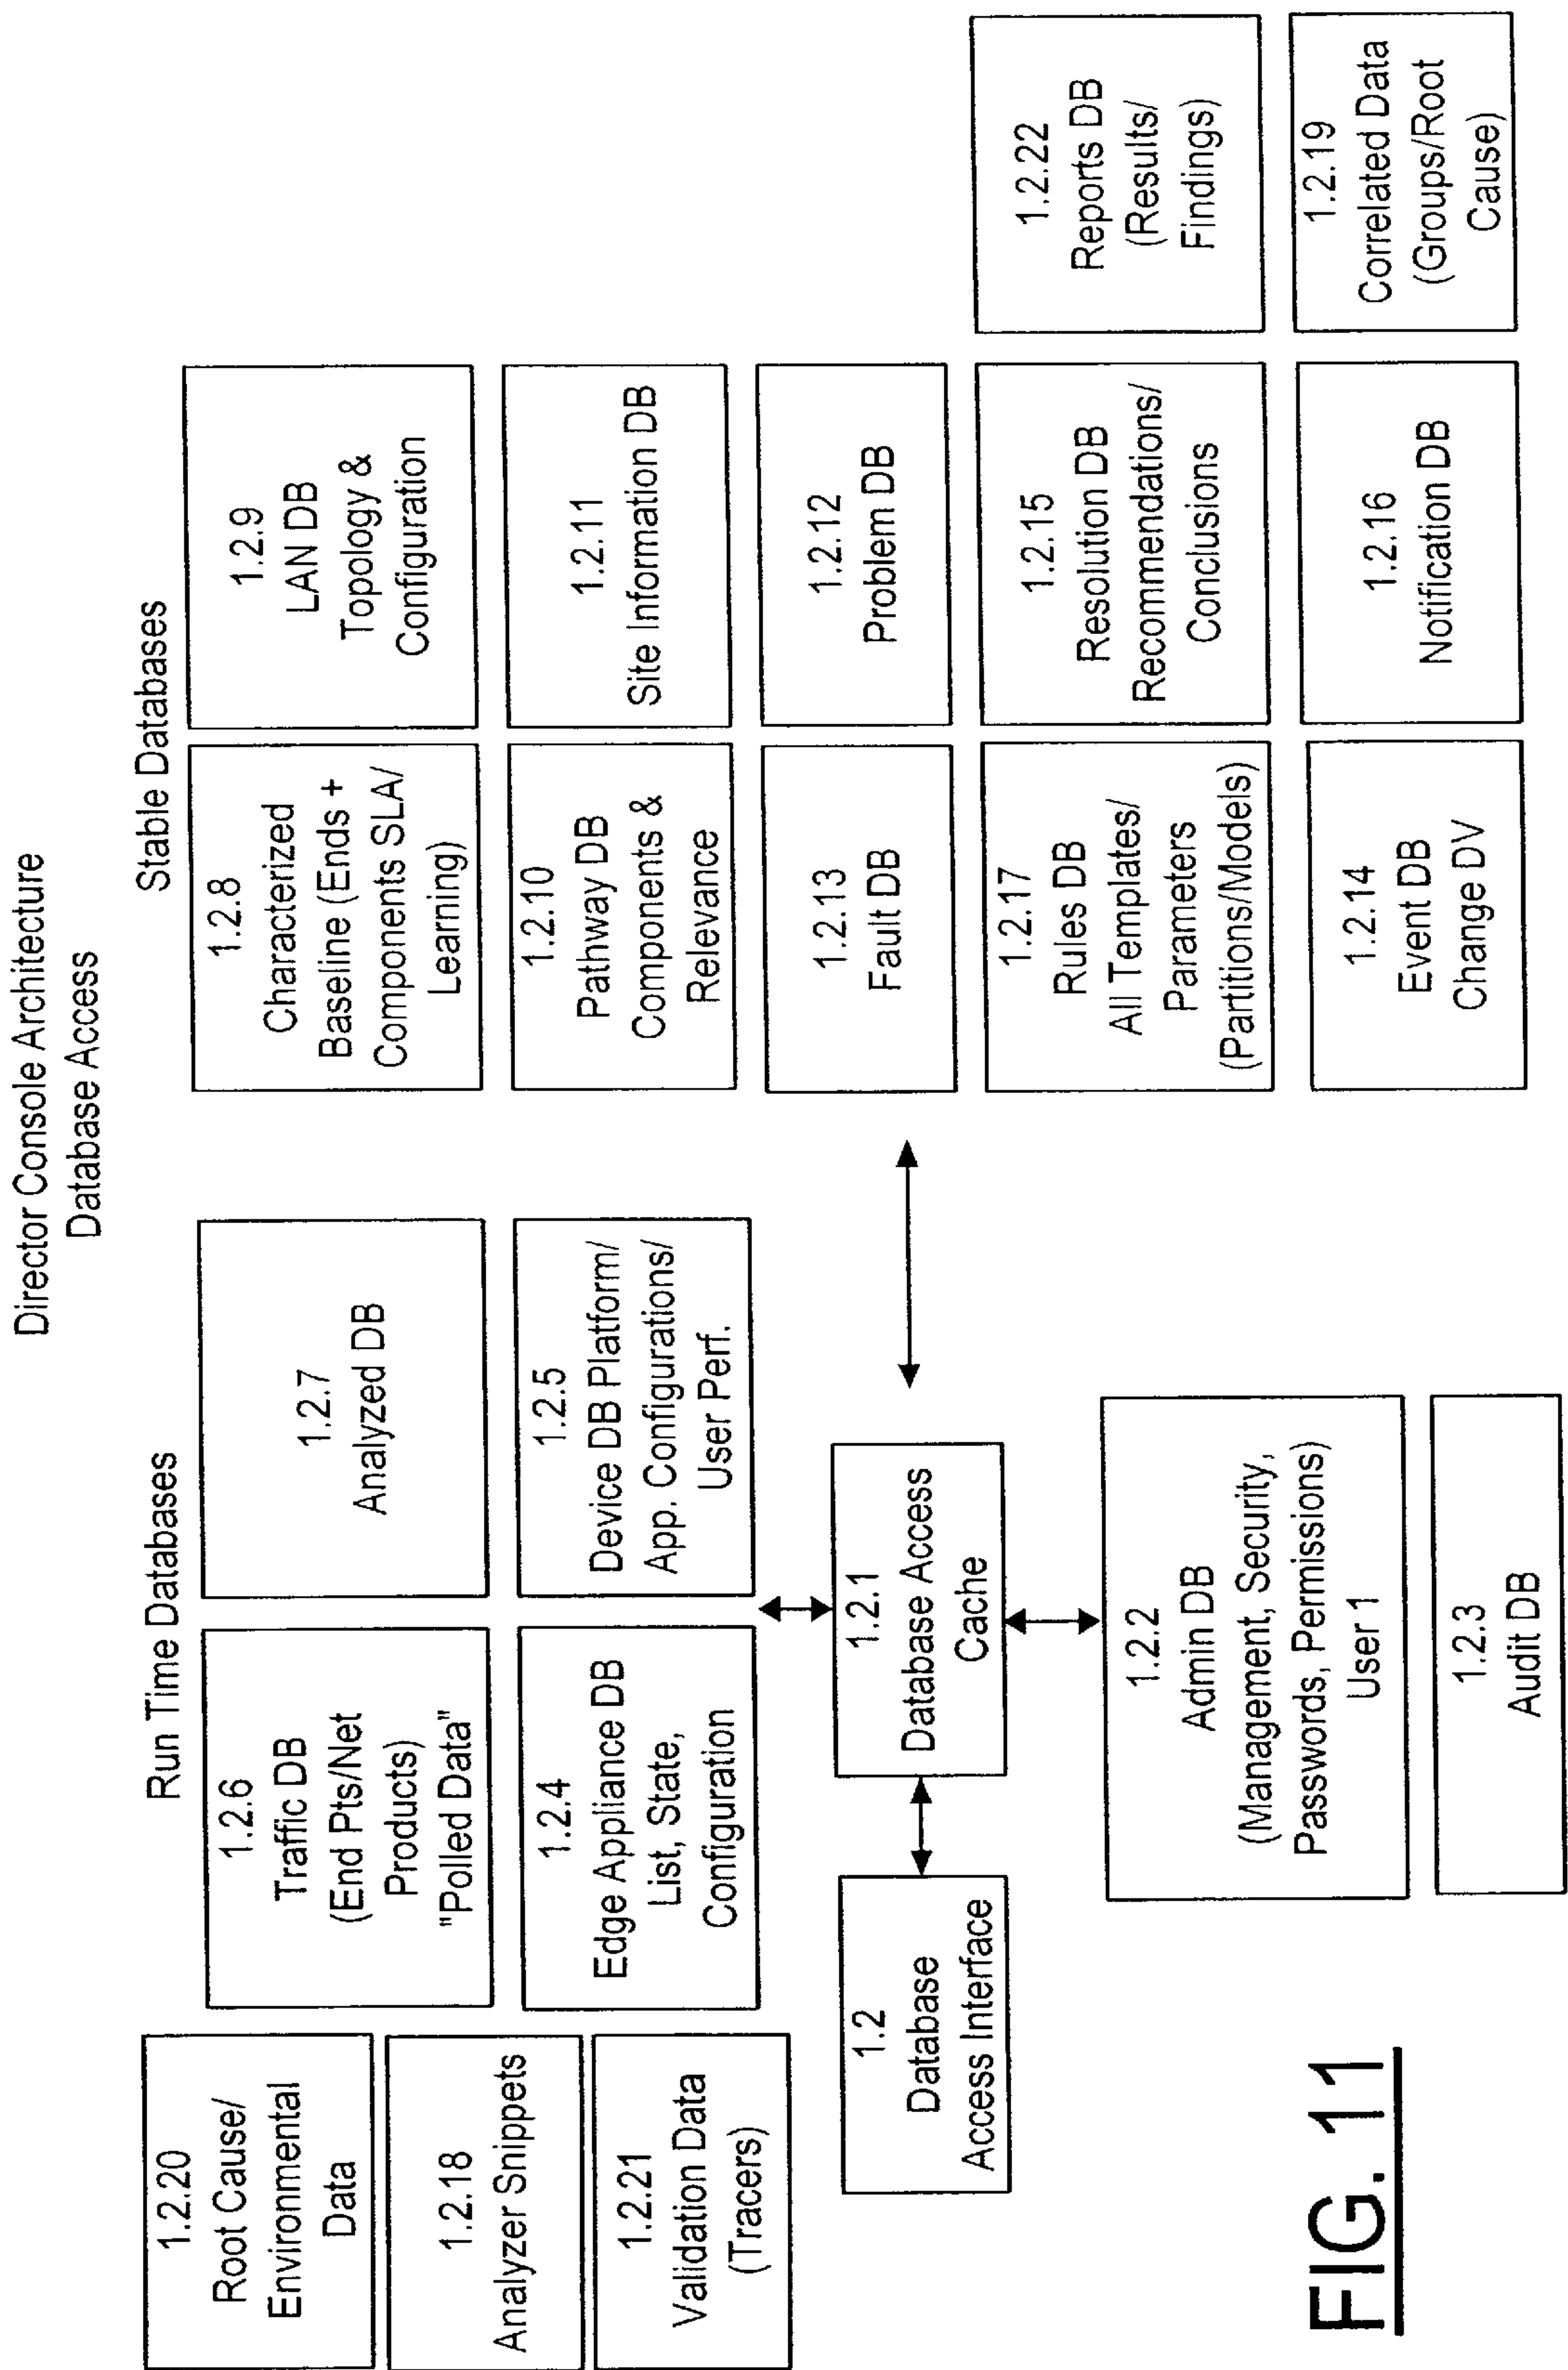 Director Console Architecture
Database Access
Run Time Databases
Stable Databases
1.2.20
Root Cause/
Environmental
Data
1.2.18
Analyzer Snippets
1.2.21
Validation Data
(Tracers)
1.2.6
Traffic DB
(End Pts/Net
Products)
"Polled Data"
1.2.7
Analyzed DB
1.2.4
Edge Appliance DB
List, State,
Configuration
1.2.5
Device DB Platform/
App. Configurations/
User Perf.
1.2
Database
Access Interface
1.2.1
Database Access
Cache
1.2.2
Admin DB
(Management, Security,
Passwords, Permissions)
User 1
1.2.3
Audit DB
1.2.8
Characterized
Baseline (Ends +
Components SLA/
Learning)
1.2.9
LAN DB
Topology &
Configuration
1.2.10
Pathway DB
Components &
Relevance
1.2.11
Site Information DB
1.2.13
Fault DB
1.2.12
Problem DB
1.2.17
Rules DB
All Templates/
Parameters
(Partitions/Models)
1.2.15
Resolution DB
Recommendations/
Conclusions
1.2.22
Reports DB
(Results/
Findings)
1.2.14
Event DB
Change DV
1.2.16
Notification DB
1.2.19
Correlated Data
(Groups/Root
Cause)
FIG. 11